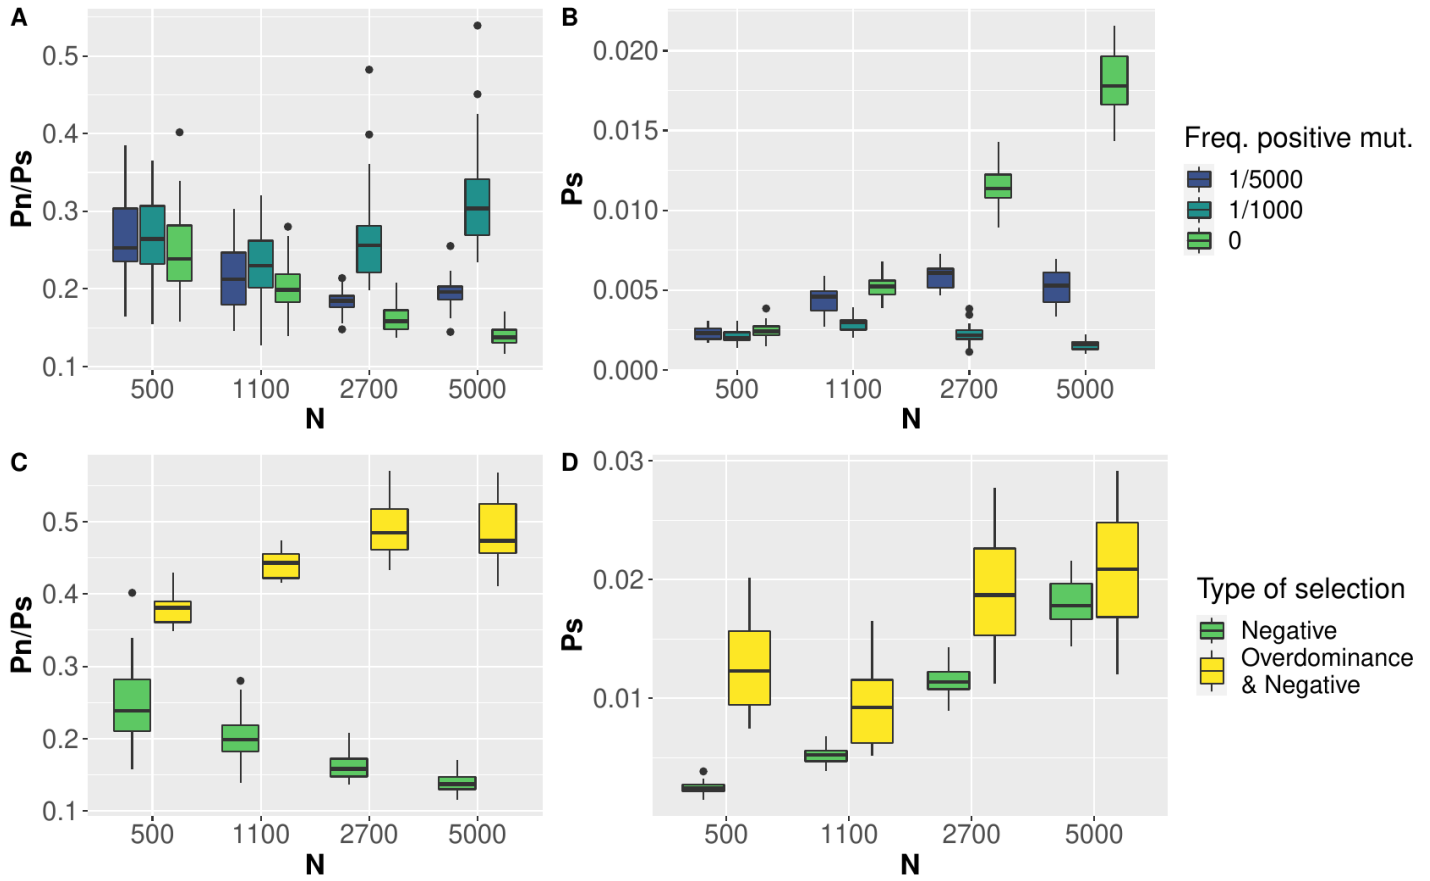 A
Pn/Ps
0.5
0.4
0.3
0.2
0.1
500
1100
2700
5000
N
B
Ps
0.020
0.015
0.010
0.005
0.000
500
1100
2700
5000
N
Freq. positive mut.
1/5000
1/1000
0
C
Pn/Ps
0.5
0.4
0.3
0.2
0.1
500
1100
2700
5000
N
D
Ps
0.03
0.02
0.01
500
1100
2700
5000
N
Type of selection
Negative
Overdominance
& Negative